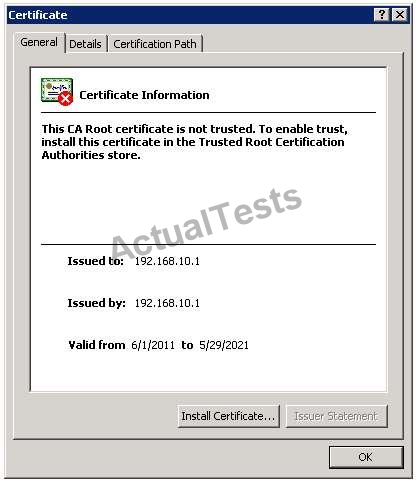 Certificate
General
Details
Certification Path
Certificate Information
This CA Root certificate is not trusted. To enable trust,
install this certificate in the Trusted Root Certification
Authorities store.
ActualTests
Issued to: 192.168.10.1
Issued by: 192.168.10.1
Valid from 6/1/2011 to 5/29/2021
Install Certificate...
Issuer Statement
OK